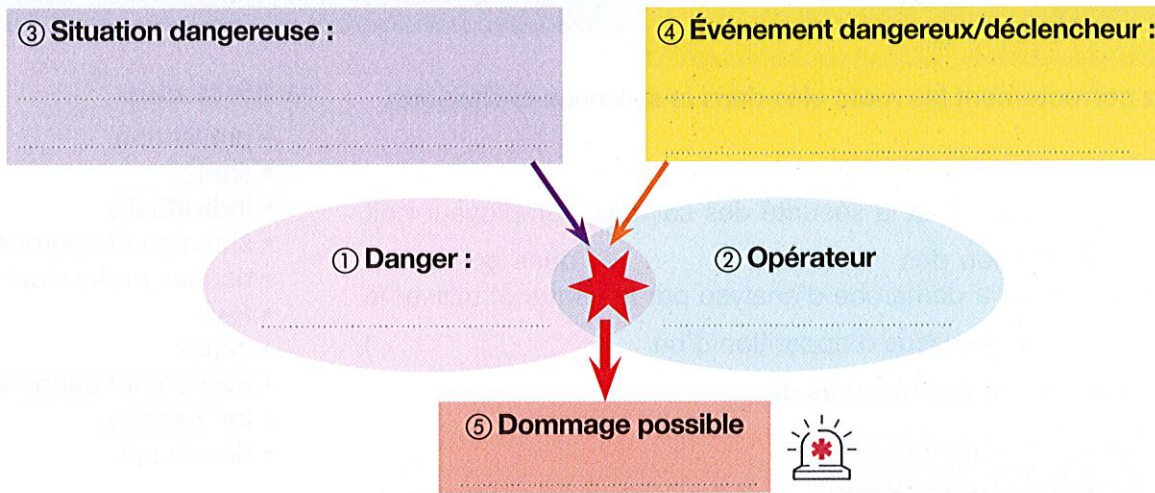 ③ Situation dangereuse :
④ Événement dangereux/déclencheur :
① Danger :
② Opérateur
⑤ Dommage possible